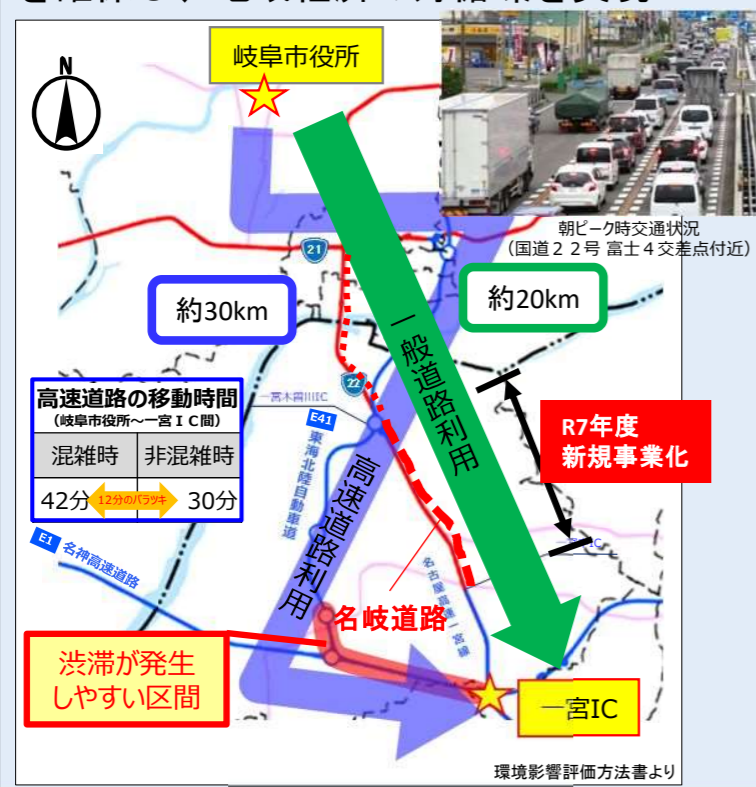 岐阜市役所
N
朝ピーク時交通状況
(国道22号 富士4交差点付近)
21
約30km
約20km
一般道路利用
22
一宮木曽川IC
高速道路の移動時間
(岐阜市役所~一宮IC間)
混雑時 非混雑時
42分 12分のバラツキ 30分
R7年度
新規事業化
E41
東海北陸自動車道
高速道路利用
E1 名神高速道路
一宮IC
名岐道路
名古屋高速一宮線
渋滞が発生
しやすい区間
一宮IC
環境影響評価方法書より